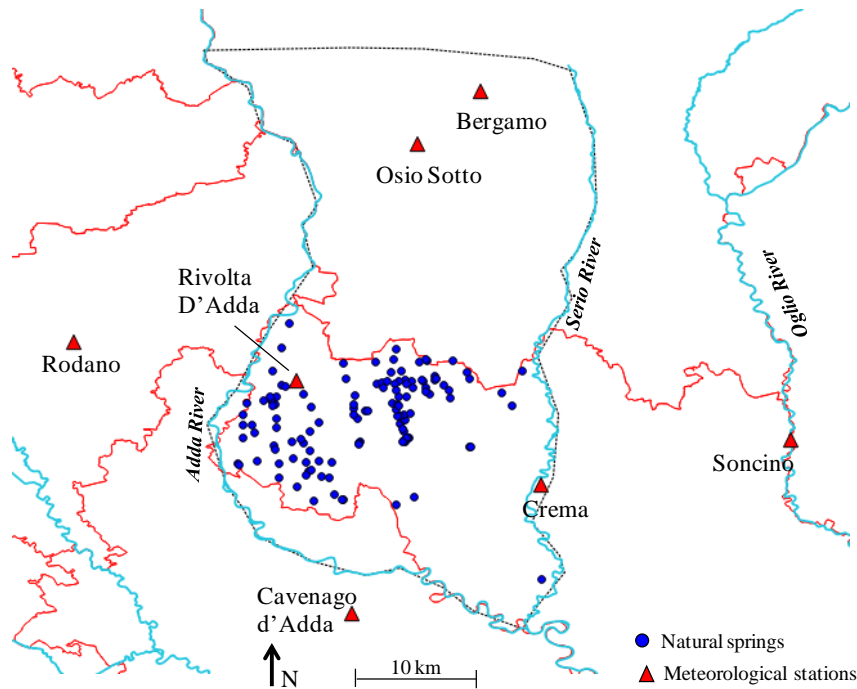 Bergamo
Osio Sotto
Rivolta
D’Adda
Serio River
Oglio River
Rodano
Adda River
Soncino
Crema
Cavenago
d’Adda
N
10 km
Natural springs
Meteorological stations